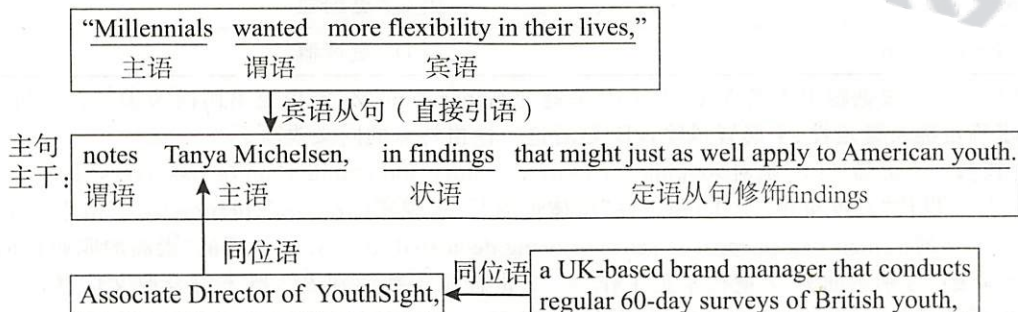 “Millennials wanted more flexibility in their lives,”
主语 谓语 宾语
宾语从句（直接引语）
主句
主干：
notes Tanya Michelsen, in findings that might just as well apply to American youth.
谓语 主语 状语 定语从句修饰findings
同位语
Associate Director of YouthSight,
同位语
a UK-based brand manager that conducts
regular 60-day surveys of British youth,